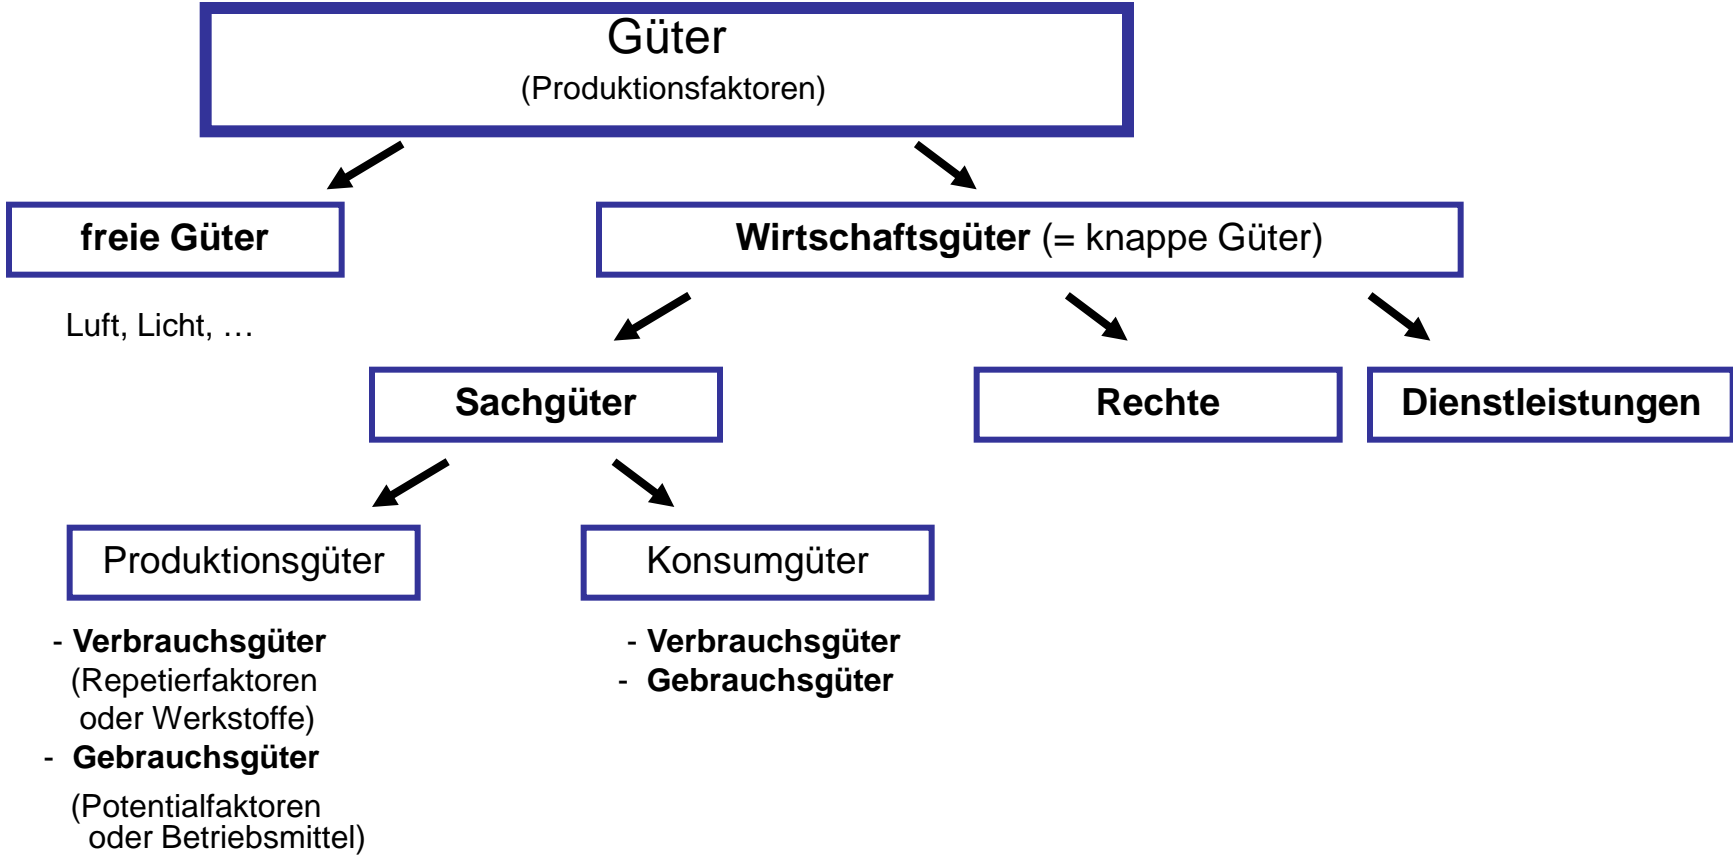 Güter
(Produktionsfaktoren)
freie Güter
Wirtschaftsgüter (= knappe Güter)
Luft, Licht, …
Sachgüter
Rechte
Dienstleistungen
Produktionsgüter
Konsumgüter
- Verbrauchsgüter
(Repetierfaktoren
oder Werkstoffe)
- Gebrauchsgüter
(Potentialfaktoren
oder Betriebsmittel)
- Verbrauchsgüter
- Gebrauchsgüter